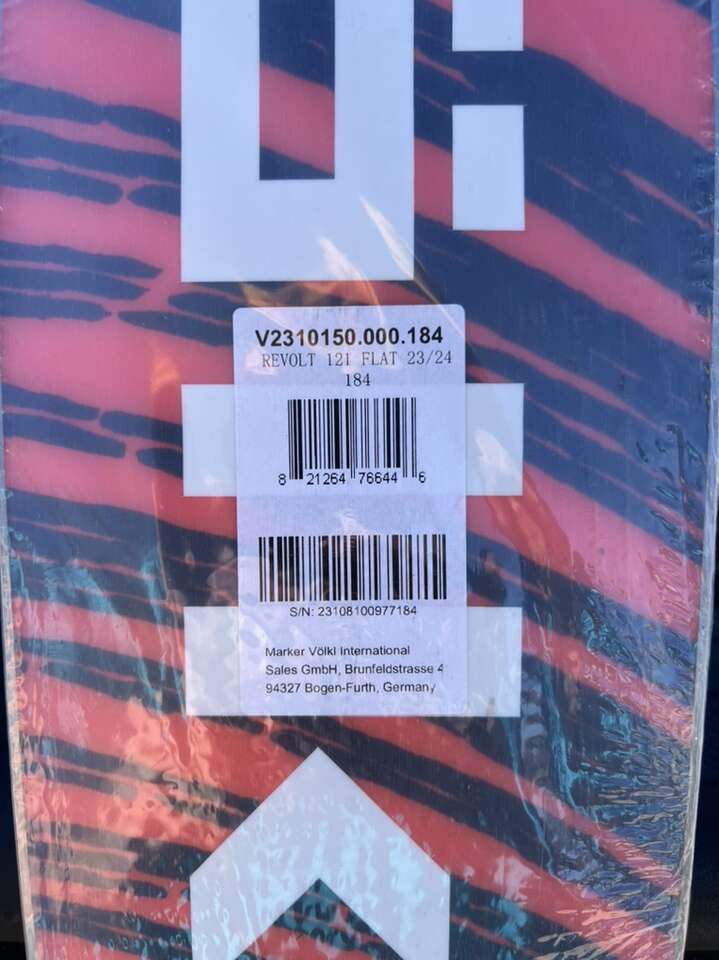 V2310150.000.184
REVOLT 121 FLAT 23/24
184
8 21264 76644 6
S/N: 23108100977184
Marker Völkl International
Sales GmbH, Brunfeldstrasse 4
94327 Bogen-Furth, Germany